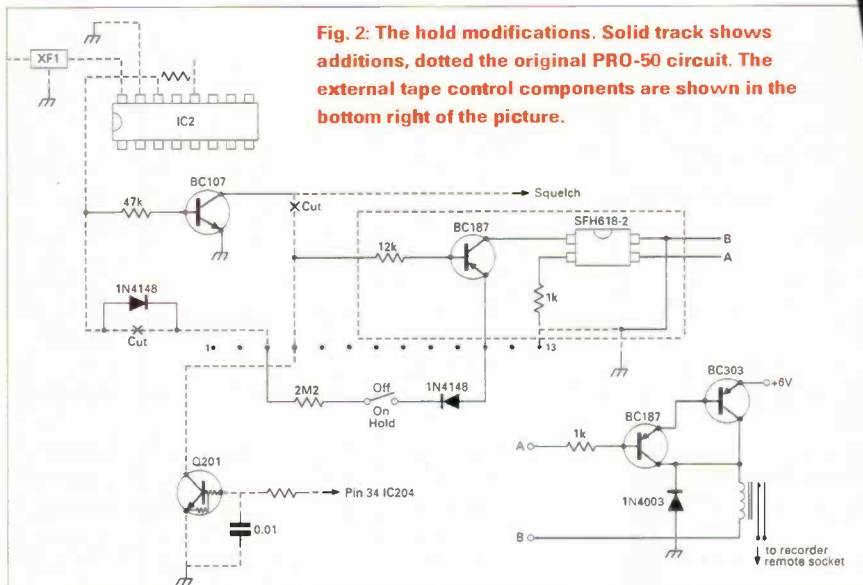 Fig. 2: The hold modifications. Solid track shows
additions, dotted the original PRO-50 circuit. The
external tape control components are shown in the
bottom right of the picture.
XF1
IC2
BC107
47k
Cut
Squelch
SFH618-2
BC187
12k
B
A
1k
1N4148
Cut
1
13
2M2
Off
On
Hold
1N4148
BC303
+6V
BC187
A
1k
Q201
Pin 34 IC204
0.01
1N4003
B
to recorder
remote socket